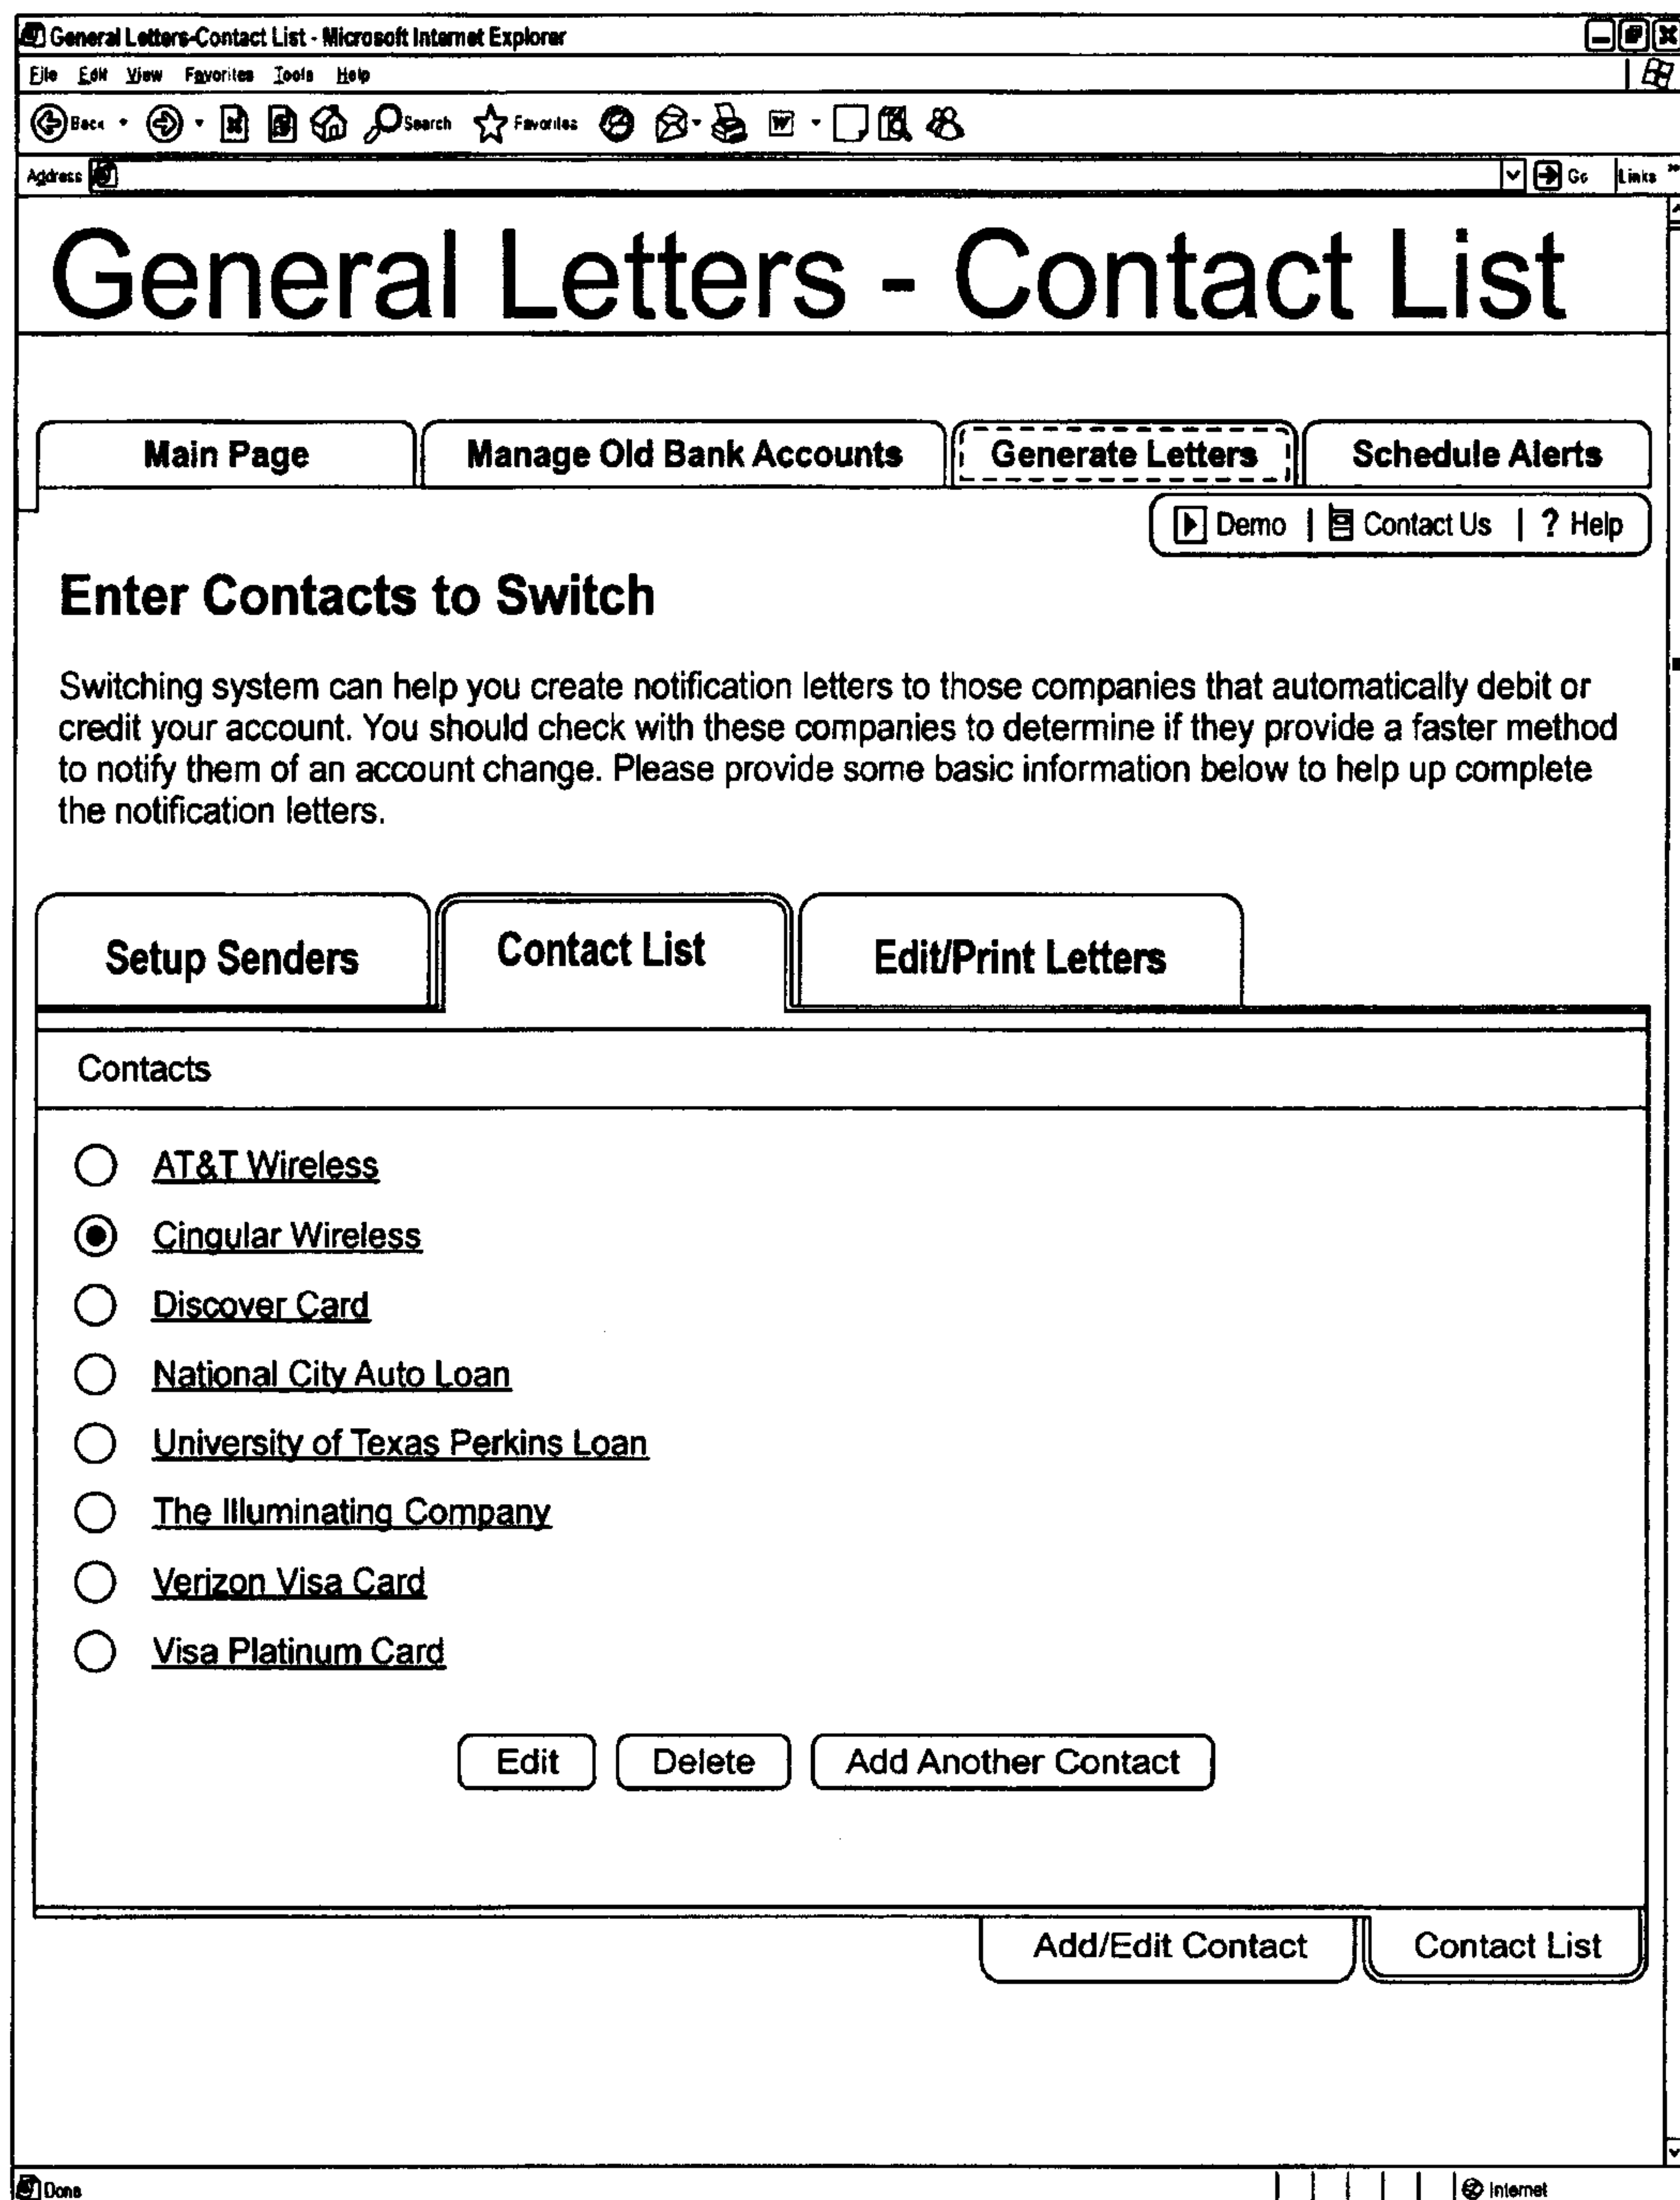 General Letters-Contact List - Microsoft Internet Explorer
File Edit View Favorites Tools Help
Back Search Favorites W
Address Go Links »
General Letters - Contact List
Main Page Manage Old Bank Accounts Generate Letters Schedule Alerts
Demo | Contact Us | ? Help
Enter Contacts to Switch
Switching system can help you create notification letters to those companies that automatically debit or
credit your account. You should check with these companies to determine if they provide a faster method
to notify them of an account change. Please provide some basic information below to help up complete
the notification letters.
Setup Senders Contact List Edit/Print Letters
Contacts
AT&T Wireless
Cingular Wireless
Discover Card
National City Auto Loan
University of Texas Perkins Loan
The Illuminating Company
Verizon Visa Card
Visa Platinum Card
Edit Delete Add Another Contact
Add/Edit Contact Contact List
Done Internet